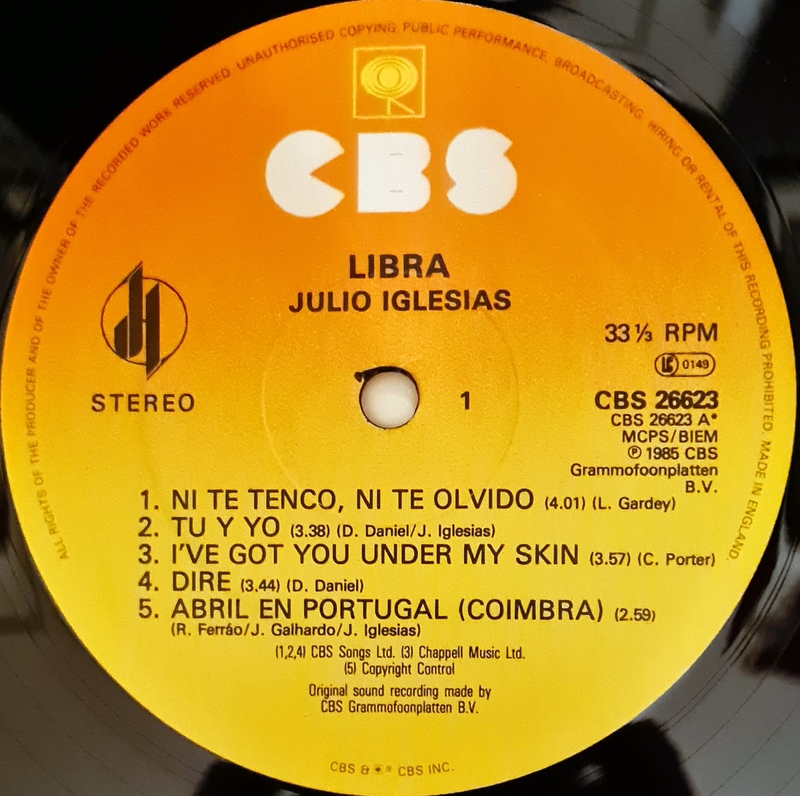 ALL RIGHTS OF THE PRODUCER AND OF THE OWNER OF THE RECORDED WORK RESERVED. UNAUTHORISED COPYING, PUBLIC PERFORMANCE, BROADCASTING, HIRING OR RENTAL OF THIS RECORDING PROHIBITED. MADE IN ENGLAND
CBS
LIBRA
JULIO IGLESIAS
STEREO
1
33⅓ RPM
LC 0149
CBS 26623
CBS 26623 A*
MCPS/BIEM
℗ 1985 CBS
Grammofoonplatten
B.V.
1. NI TE TENCO, NI TE OLVIDO (4.01) (L. Gardey)
2. TU Y YO (3.38) (D. Daniel/J. Iglesias)
3. I'VE GOT YOU UNDER MY SKIN (3.57) (C. Porter)
4. DIRE (3.44) (D. Daniel)
5. ABRIL EN PORTUGAL (COIMBRA) (2.59)
(R. Ferráo/J. Galhardo/J. Iglesias)
(1,2,4) CBS Songs Ltd. (3) Chappell Music Ltd.
(5) Copyright Control
Original sound recording made by
CBS Grammofoonplatten B.V.
CBS & ® CBS INC.